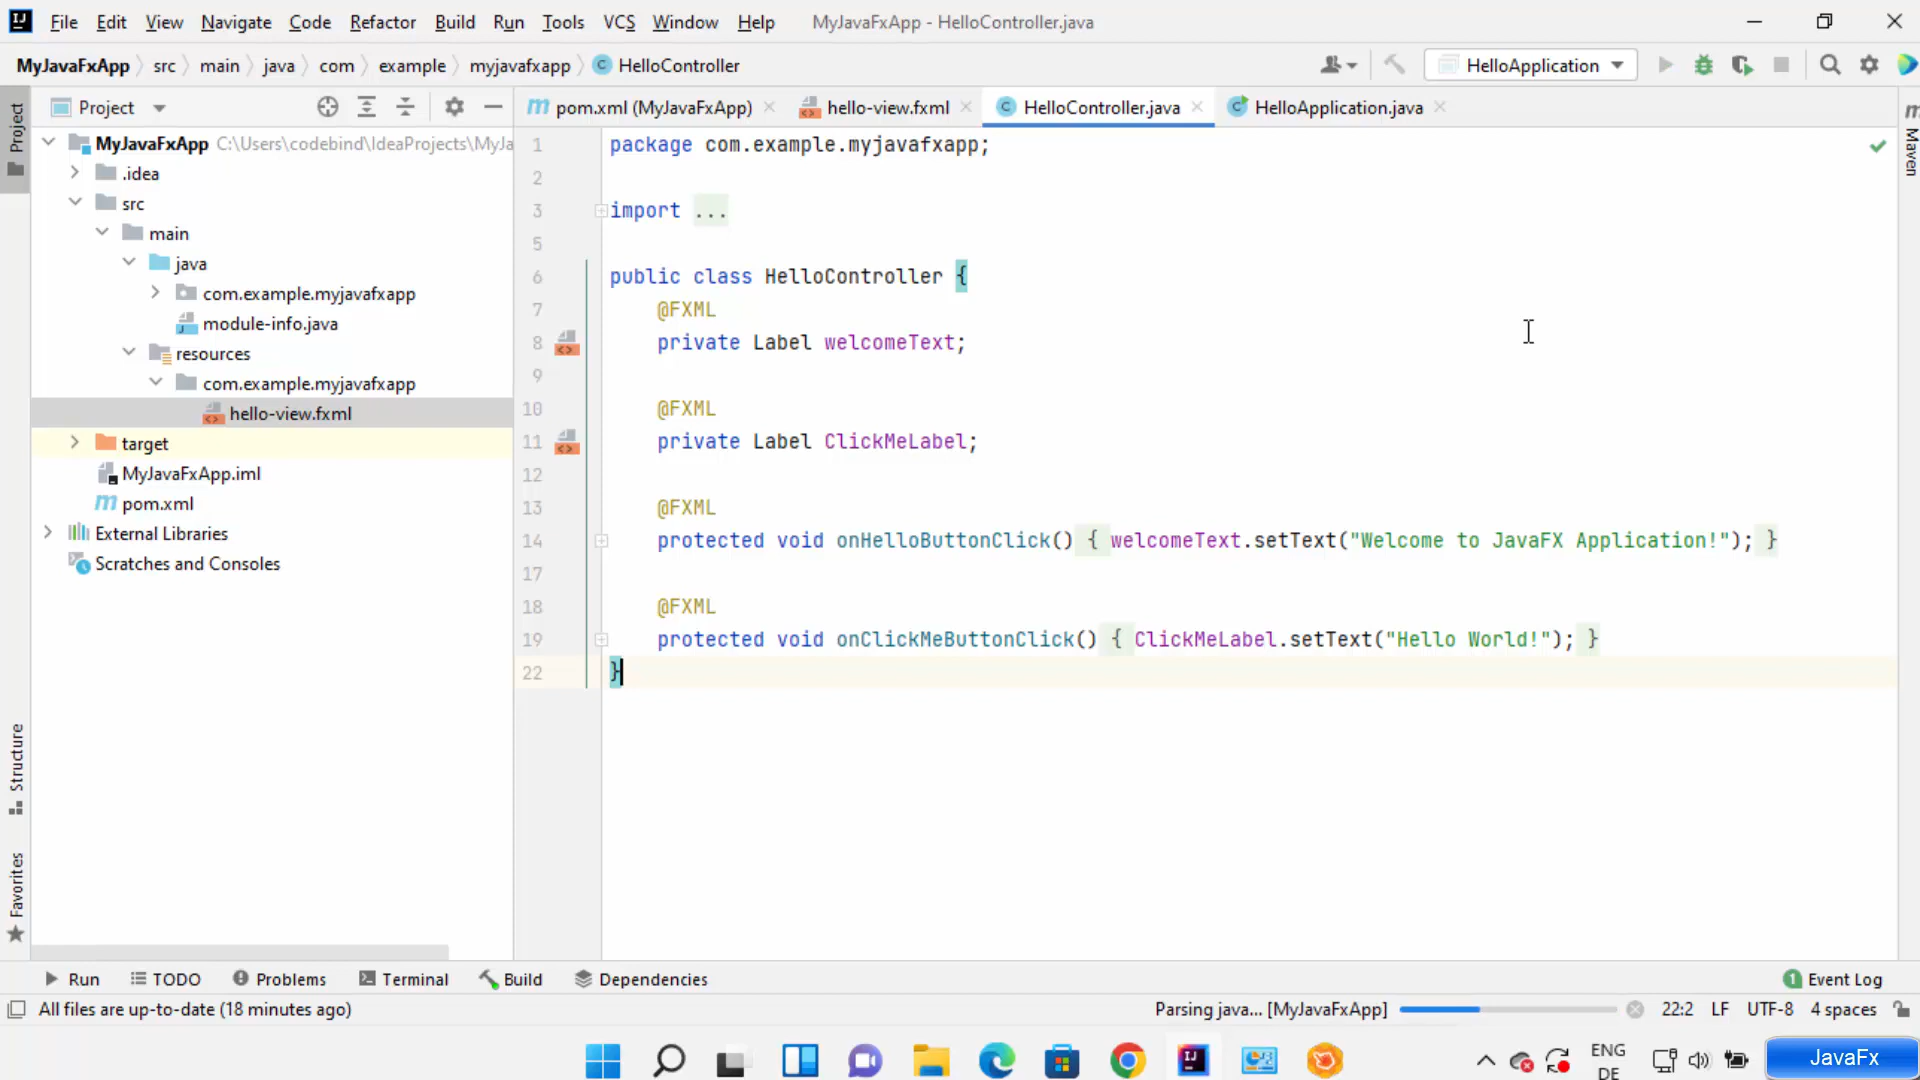 IJ File Edit View Navigate Code Refactor Build Run Tools VCS Window Help MyJavaFxApp - HelloController.java
MyJavaFxApp src main java com example myjavafxapp C HelloController HelloApplication
Project
Project
m pom.xml (MyJavaFxApp) hello-view.fxml C HelloController.java C HelloApplication.java
m Maven
MyJavaFxApp C:\Users\codebind\IdeaProjects\MyJa
.idea
src
main
java
com.example.myjavafxapp
module-info.java
resources
com.example.myjavafxapp
hello-view.fxml
target
MyJavaFxApp.iml
m pom.xml
External Libraries
Scratches and Consoles
1 package com.example.myjavafxapp;
2
3 import ...
5
6 public class HelloController {
7 @FXML
8 private Label welcomeText;
9
10 @FXML
11 private Label ClickMeLabel;
12
13 @FXML
14 protected void onHelloButtonClick() { welcomeText.setText("Welcome to JavaFX Application!"); }
17
18 @FXML
19 protected void onClickMeButtonClick() { ClickMeLabel.setText("Hello World!"); }
22 }
Structure
Favorites
Run TODO Problems Terminal Build Dependencies 1 Event Log
All files are up-to-date (18 minutes ago) Parsing java... [MyJavaFxApp] 22:2 LF UTF-8 4 spaces
IJ ENG
DE
JavaFx